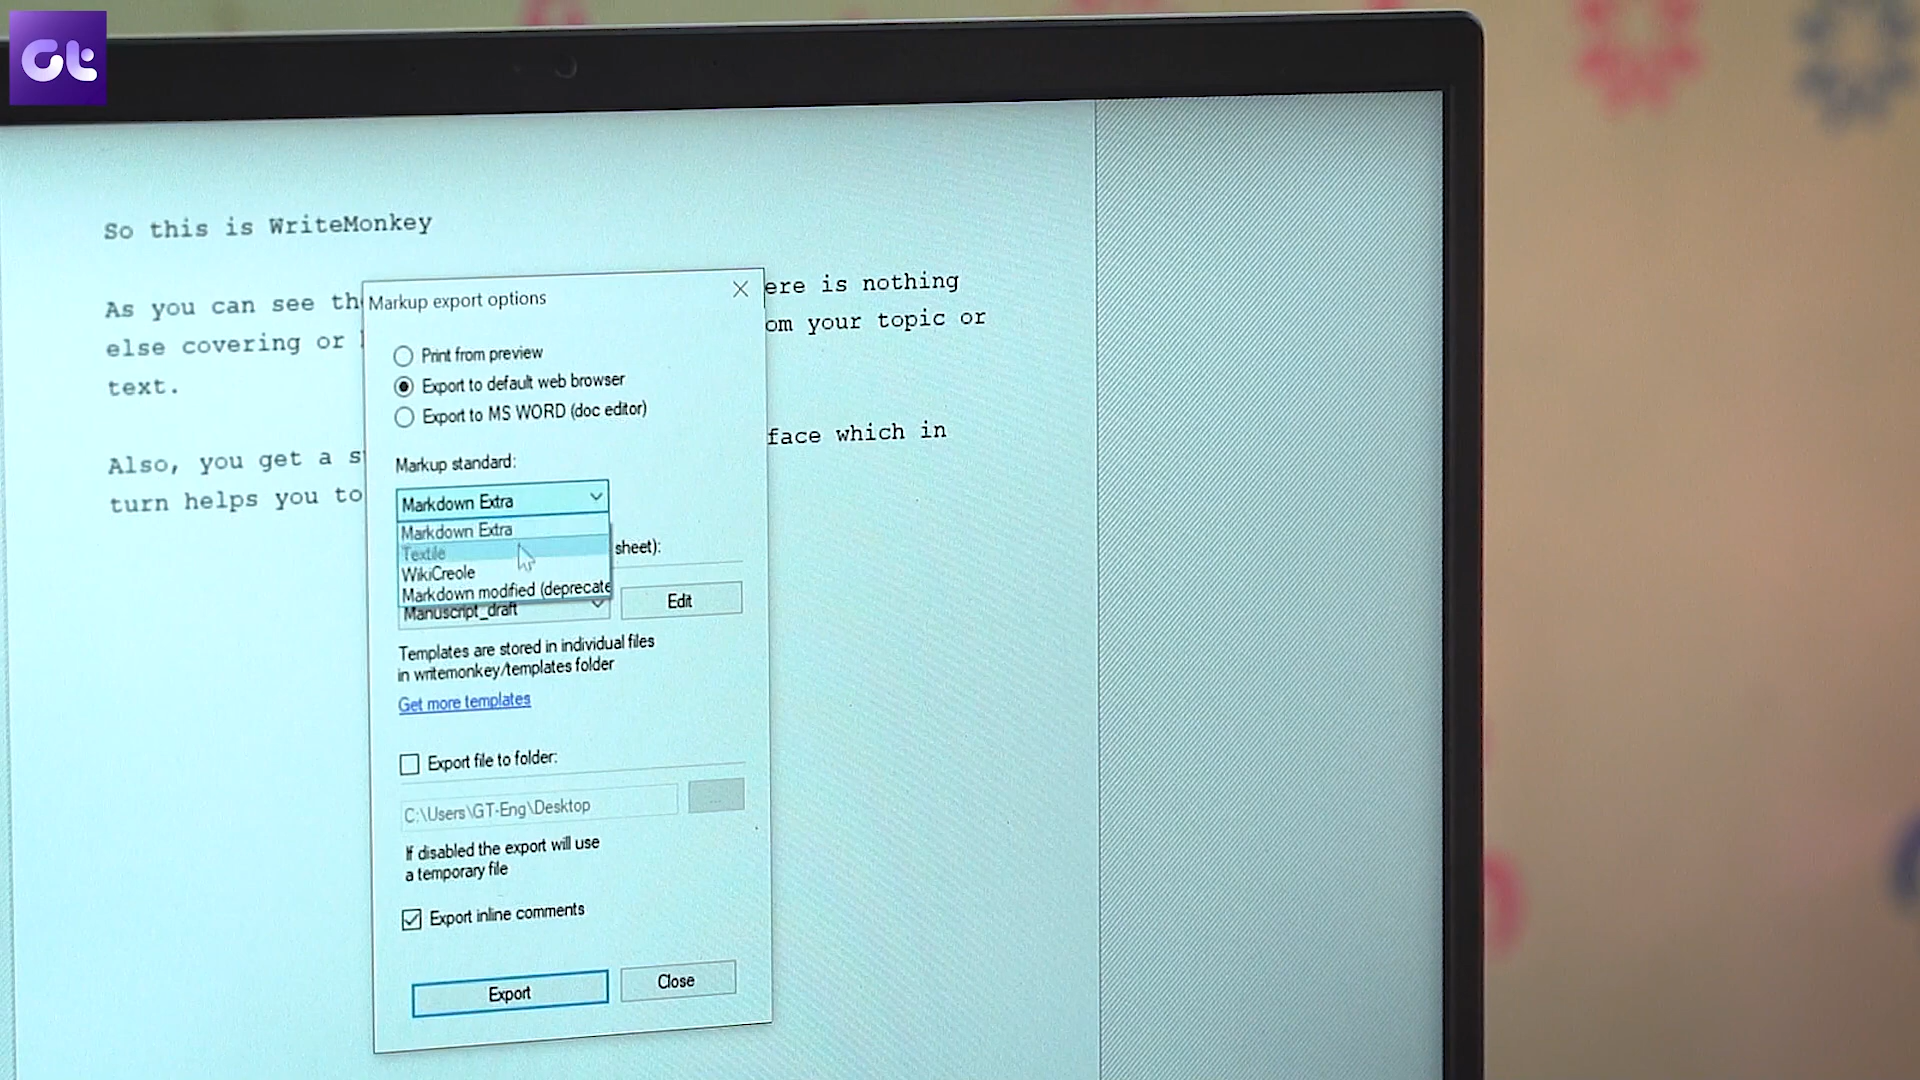 Gt
So this is WriteMonkey
As you can see th
ere is nothing
else covering or
om your topic or
text.
Also, you get a s
face which in
turn helps you to
Markup export options
Print from preview
Export to default web browser
Export to MS WORD (doc editor)
Markup standard:
Markdown Extra
Markdown Extra
Textile
sheet):
WikiCreole
Markdown modified (deprecate
Manuscript_draft
Edit
Templates are stored in individual files
in writemonkey/templates folder
Get more templates
Export file to folder:
C:\Users\GT-Eng\Desktop
...
If disabled the export will use
a temporary file
Export inline comments
Export
Close